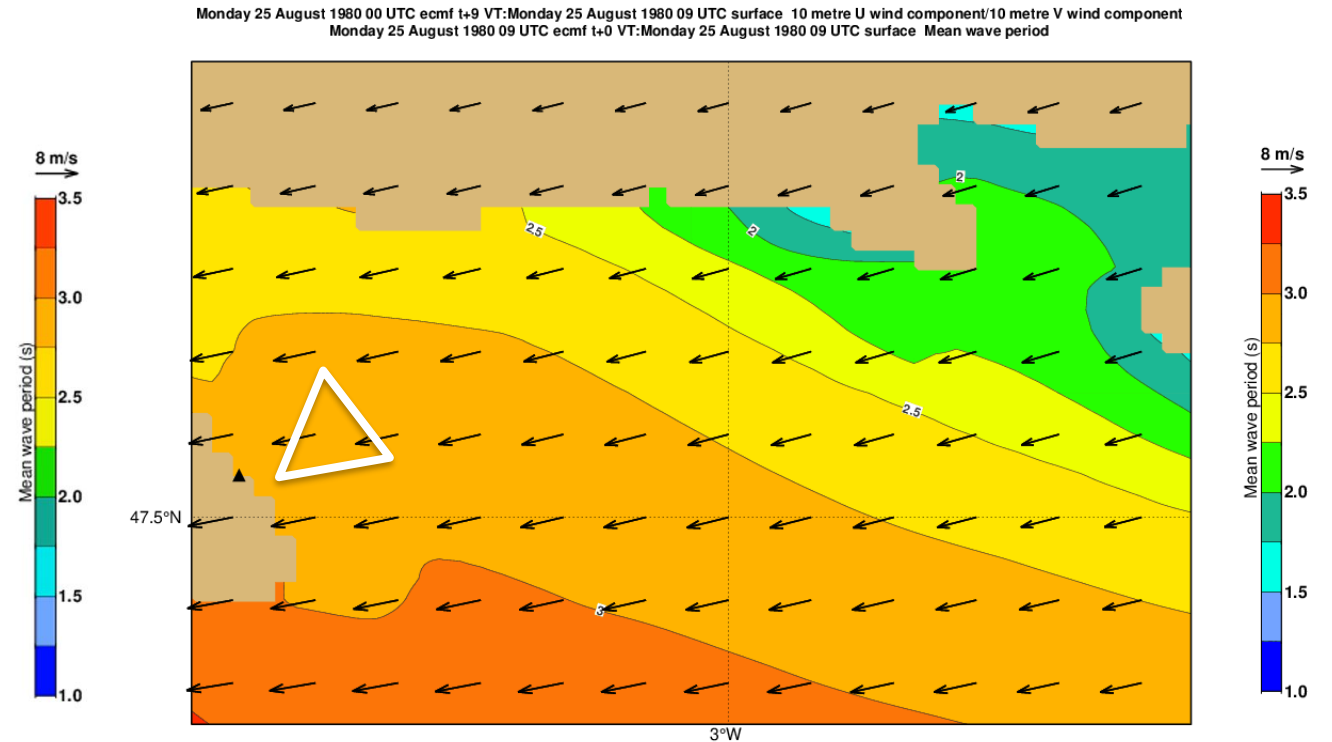 Monday 25 August 1980 00 UTC ecmf t+9 VT:Monday 25 August 1980 09 UTC surface 10 metre U wind component/10 metre V wind component
Monday 25 August 1980 09 UTC ecmf t+0 VT:Monday 25 August 1980 09 UTC surface Mean wave period
8 m/s
3.5
3.0
2.5
2.0
1.5
1.0
Mean wave period (s)
2
2.5
2
2.5
3
47.5°N
3°W
8 m/s
3.5
3.0
2.5
2.0
1.5
1.0
Mean wave period (s)